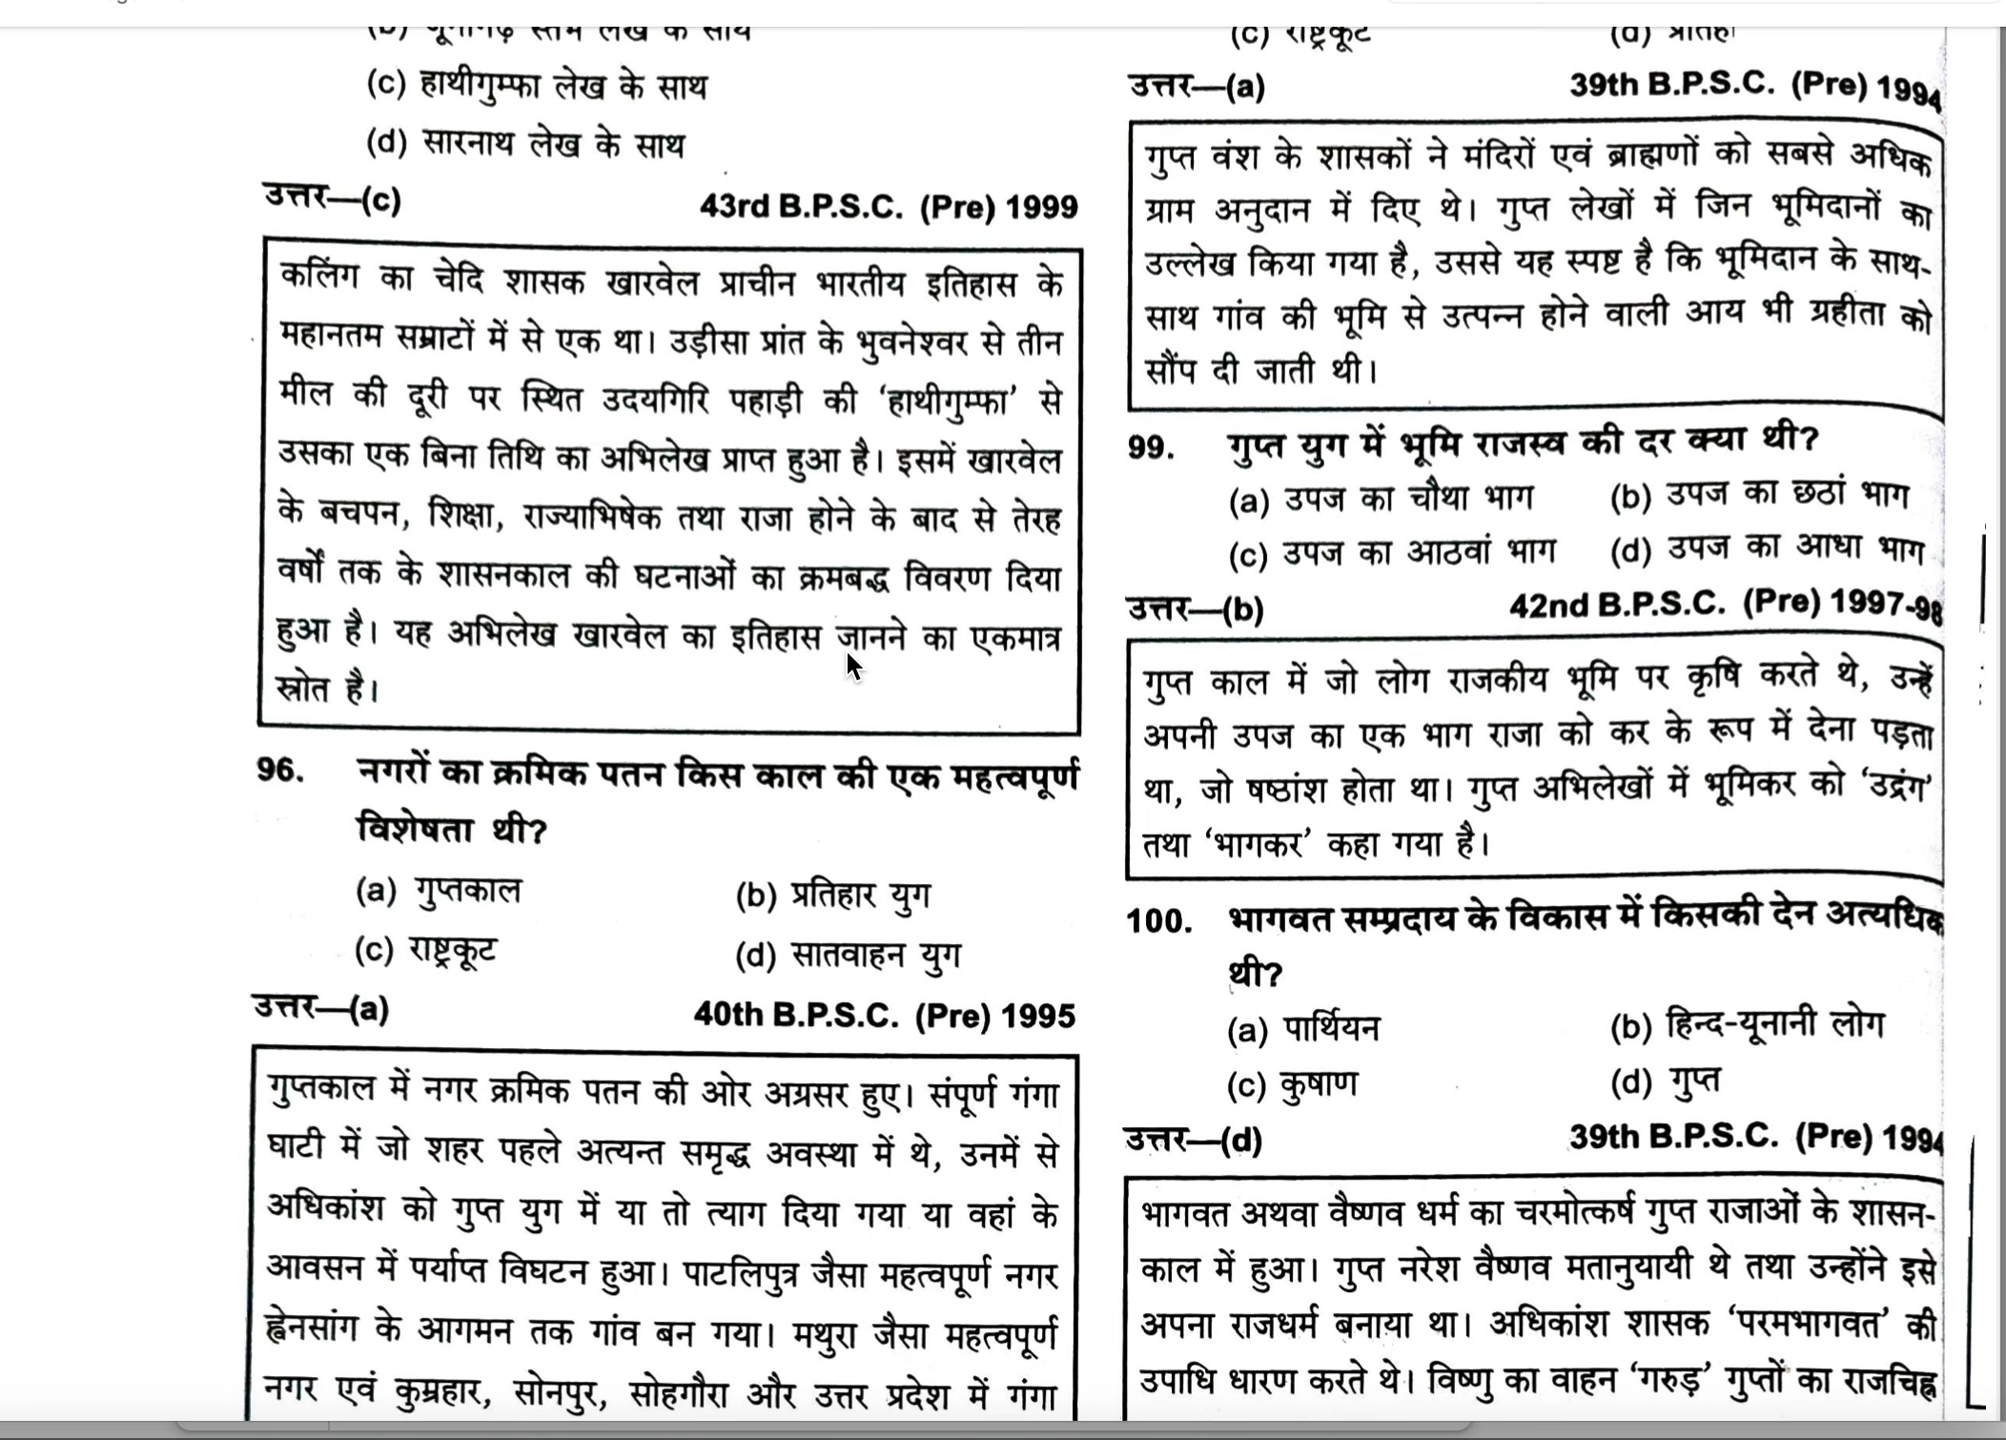 (c) हाथीगुम्फा लेख के साथ
(d) सारनाथ लेख के साथ
उत्तर—(c) 43rd B.P.S.C. (Pre) 1999
कलिंग का चेदि शासक खारवेल प्राचीन भारतीय इतिहास के
महानतम सम्राटों में से एक था। उड़ीसा प्रांत के भुवनेश्वर से तीन
मील की दूरी पर स्थित उदयगिरि पहाड़ी की ‘हाथीगुम्फा’ से
उसका एक बिना तिथि का अभिलेख प्राप्त हुआ है। इसमें खारवेल
के बचपन, शिक्षा, राज्याभिषेक तथा राजा होने के बाद से तेरह
वर्षों तक के शासनकाल की घटनाओं का क्रमबद्ध विवरण दिया
हुआ है। यह अभिलेख खारवेल का इतिहास जानने का एकमात्र
स्रोत है।
96. नगरों का क्रमिक पतन किस काल की एक महत्वपूर्ण
विशेषता थी?
(a) गुप्तकाल (b) प्रतिहार युग
(c) राष्ट्रकूट (d) सातवाहन युग
उत्तर—(a) 40th B.P.S.C. (Pre) 1995
गुप्तकाल में नगर क्रमिक पतन की ओर अग्रसर हुए। संपूर्ण गंगा
घाटी में जो शहर पहले अत्यन्त समृद्ध अवस्था में थे, उनमें से
अधिकांश को गुप्त युग में या तो त्याग दिया गया या वहां के
आवसन में पर्याप्त विघटन हुआ। पाटलिपुत्र जैसा महत्वपूर्ण नगर
ह्वेनसांग के आगमन तक गांव बन गया। मथुरा जैसा महत्वपूर्ण
नगर एवं कुम्रहार, सोनपुर, सोहगौरा और उत्तर प्रदेश में गंगा
(c) राष्ट्रकूट
उत्तर—(a) 39th B.P.S.C. (Pre) 1994
गुप्त वंश के शासकों ने मंदिरों एवं ब्राह्मणों को सबसे अधिक
ग्राम अनुदान में दिए थे। गुप्त लेखों में जिन भूमिदानों का
उल्लेख किया गया है, उससे यह स्पष्ट है कि भूमिदान के साथ-
साथ गांव की भूमि से उत्पन्न होने वाली आय भी ग्रहीता को
सौंप दी जाती थी।
99. गुप्त युग में भूमि राजस्व की दर क्या थी?
(a) उपज का चौथा भाग (b) उपज का छठां भाग
(c) उपज का आठवां भाग (d) उपज का आधा भाग
उत्तर—(b) 42nd B.P.S.C. (Pre) 1997-98
गुप्त काल में जो लोग राजकीय भूमि पर कृषि करते थे, उन्हें
अपनी उपज का एक भाग राजा को कर के रूप में देना पड़ता
था, जो षष्ठांश होता था। गुप्त अभिलेखों में भूमिकर को ‘उद्रंग’
तथा ‘भागकर’ कहा गया है।
100. भागवत सम्प्रदाय के विकास में किसकी देन अत्यधिक
थी?
(a) पार्थियन (b) हिन्द-यूनानी लोग
(c) कुषाण (d) गुप्त
उत्तर—(d) 39th B.P.S.C. (Pre) 1994
भागवत अथवा वैष्णव धर्म का चरमोत्कर्ष गुप्त राजाओं के शासन-
काल में हुआ। गुप्त नरेश वैष्णव मतानुयायी थे तथा उन्होंने इसे
अपना राजधर्म बनाया था। अधिकांश शासक ‘परमभागवत’ की
उपाधि धारण करते थे। विष्णु का वाहन ‘गरुड़’ गुप्तों का राजचिह्न